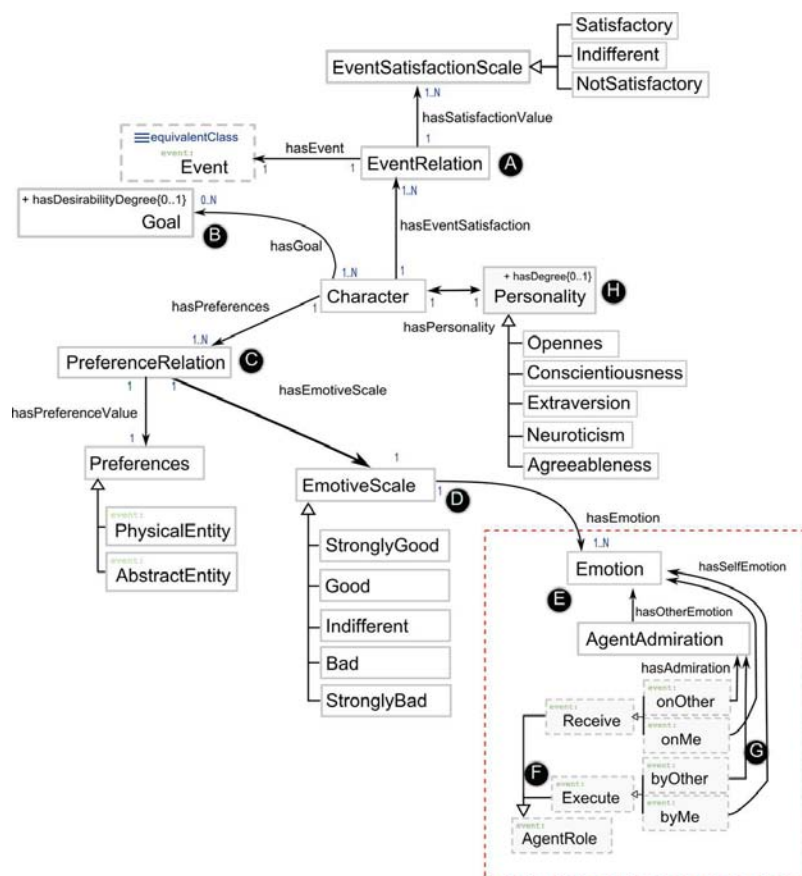 Satisfactory
EventSatisfactionScale
Indifferent
NotSatisfactory
1..N
hasSatisfactionValue
1
equivalentClass
event:
Event
1
hasEvent
1
EventRelation
A
1..N
hasEventSatisfaction
1
+ hasDesirabilityDegree{0..1}
Goal
0..N
B
hasGoal
1..N
Character
1
1
1
+ hasDegree{0..1}
Personality
H
hasPersonality
Opennes
Conscientiousness
Extraversion
Neuroticism
Agreeableness
hasPreferences
1..N
PreferenceRelation
C
1
1
hasPreferenceValue
hasEmotiveScale
1
Preferences
event:
PhysicalEntity
event:
AbstractEntity
1
EmotiveScale
1
D
StronglyGood
Good
Indifferent
Bad
StronglyBad
hasEmotion
1..N
Emotion
hasSelfEmotion
E
hasOtherEmotion
AgentAdmiration
hasAdmiration
event:
onOther
event:
onMe
event:
Receive
G
event:
byOther
event:
byMe
F
event:
Execute
event:
AgentRole